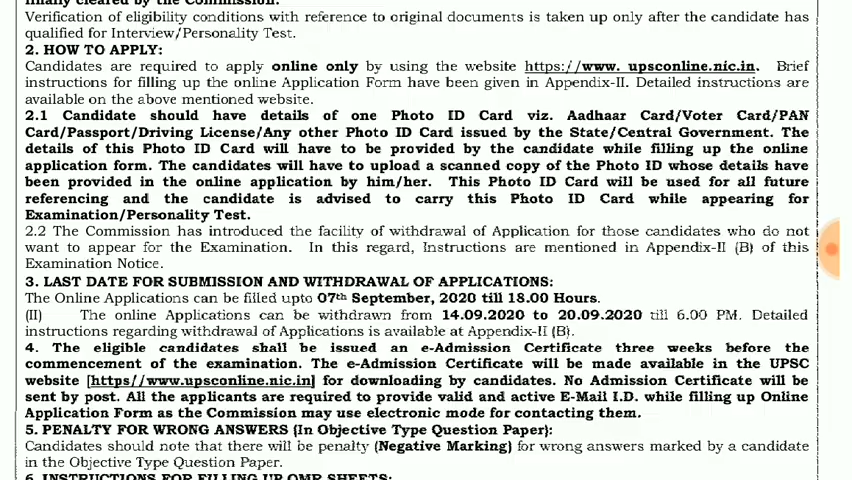 finally cleared by the Commission.
Verification of eligibility conditions with reference to original documents is taken up only after the candidate has
qualified for Interview/Personality Test.
2. HOW TO APPLY:
Candidates are required to apply online only by using the website https://www. upsconline.nic.in. Brief
instructions for filling up the online Application Form have been given in Appendix-II. Detailed instructions are
available on the above mentioned website.
2.1 Candidate should have details of one Photo ID Card viz. Aadhaar Card/Voter Card/PAN
Card/Passport/Driving License/Any other Photo ID Card issued by the State/Central Government. The
details of this Photo ID Card will have to be provided by the candidate while filling up the online
application form. The candidates will have to upload a scanned copy of the Photo ID whose details have
been provided in the online application by him/her. This Photo ID Card will be used for all future
referencing and the candidate is advised to carry this Photo ID Card while appearing for
Examination/Personality Test.
2.2 The Commission has introduced the facility of withdrawal of Application for those candidates who do not
want to appear for the Examination. In this regard, Instructions are mentioned in Appendix-II (B) of this
Examination Notice.
3. LAST DATE FOR SUBMISSION AND WITHDRAWAL OF APPLICATIONS:
The Online Applications can be filled upto 07th September, 2020 till 18.00 Hours.
(II) The online Applications can be withdrawn from 14.09.2020 to 20.09.2020 till 6.00 PM. Detailed
instructions regarding withdrawal of Applications is available at Appendix-II (B).
4. The eligible candidates shall be issued an e-Admission Certificate three weeks before the
commencement of the examination. The e-Admission Certificate will be made available in the UPSC
website [https//www.upsconline.nic.in] for downloading by candidates. No Admission Certificate will be
sent by post. All the applicants are required to provide valid and active E-Mail I.D. while filling up Online
Application Form as the Commission may use electronic mode for contacting them.
5. PENALTY FOR WRONG ANSWERS (In Objective Type Question Paper):
Candidates should note that there will be penalty (Negative Marking) for wrong answers marked by a candidate
in the Objective Type Question Paper.
6. INSTRUCTIONS FOR FILLING UP OMR SHEETS: